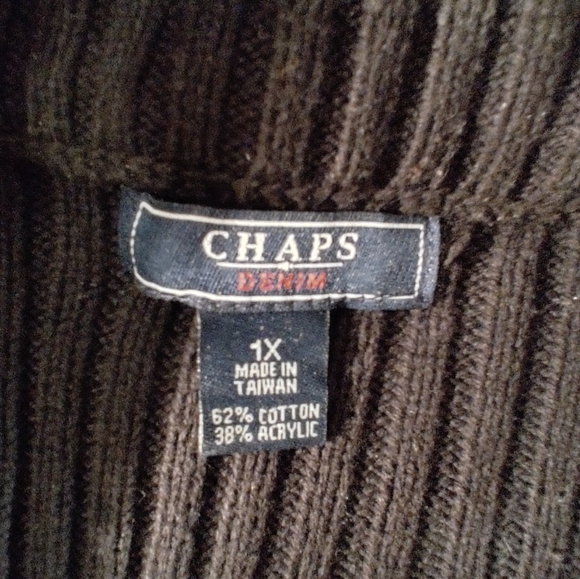 CHAPS
DENIM
1X
MADE IN
TAIWAN
62% COTTON
38% ACRYLIC